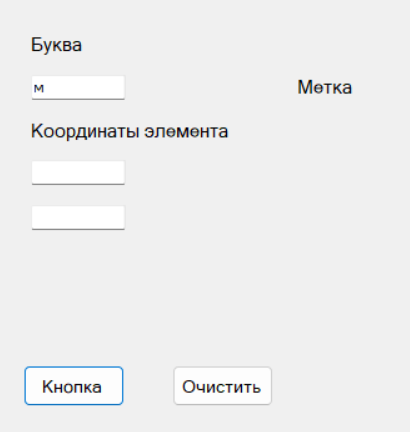 Буква
м
Метка
Координаты элемента
Кнопка
Очистить